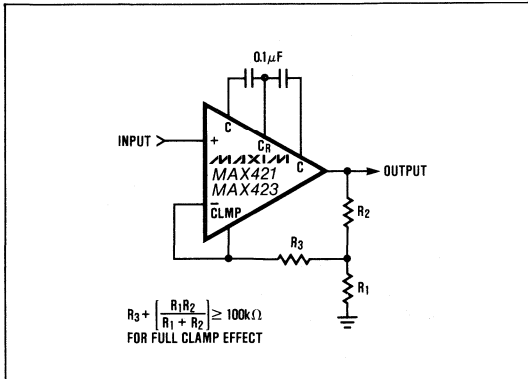 0.1µF
C
C_R
C
INPUT
+
MAXIM
MAX421
MAX423
OUTPUT
−
CLMP
R₂
R₃
R₁
R₃ + [R₁R₂ / R₁ + R₂] ≥ 100kΩ
FOR FULL CLAMP EFFECT